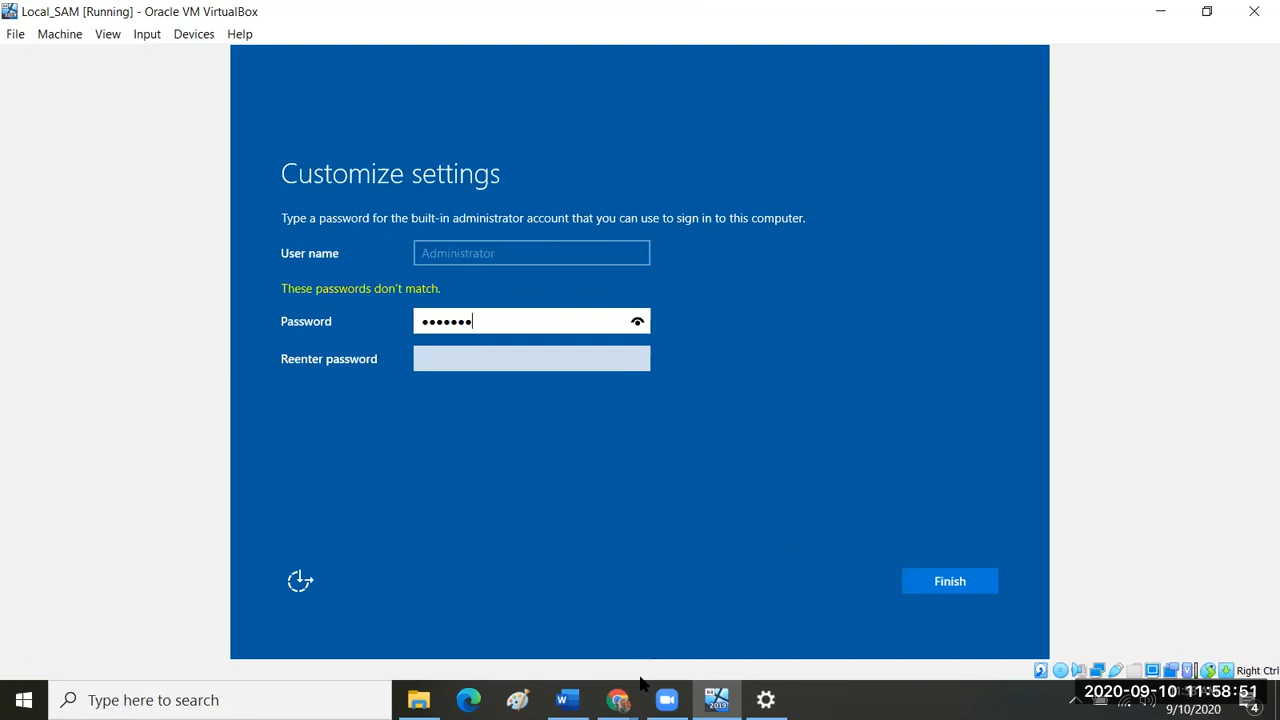 Local_SAM [Running] - Oracle VM VirtualBox
File Machine View Input Devices Help
Customize settings
Type a password for the built-in administrator account that you can use to sign in to this computer.
User name Administrator
These passwords don't match.
Password •••••••
Reenter password
Finish
Right Ctrl
Type here to search
2019
2020-09-10 11:58:51
9/10/2020
4